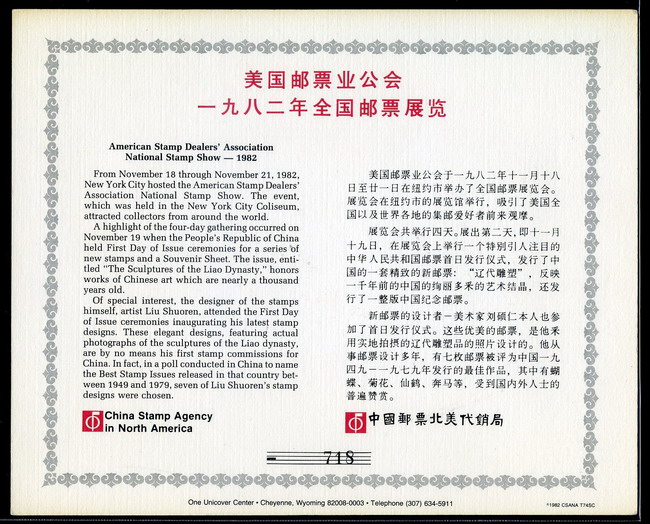 美国邮票业公会
一九八二年全国邮票展览
American Stamp Dealers' Association
National Stamp Show — 1982
From November 18 through November 21, 1982,
New York City hosted the American Stamp Dealers'
Association National Stamp Show. The event,
which was held in the New York City Coliseum,
attracted collectors from around the world.
A highlight of the four-day gathering occurred on
November 19 when the People's Republic of China
held First Day of Issue ceremonies for a series of
new stamps and a Souvenir Sheet. The issue, enti-
tled "The Sculptures of the Liao Dynasty," honors
works of Chinese art which are nearly a thousand
years old.
Of special interest, the designer of the stamps
himself, artist Liu Shuoren, attended the First Day
of Issue ceremonies inaugurating his latest stamp
designs. These elegant designs, featuring actual
photographs of the sculptures of the Liao dynasty,
are by no means his first stamp commissions for
China. In fact, in a poll conducted in China to name
the Best Stamp Issues released in that country bet-
ween 1949 and 1979, seven of Liu Shuoren's stamp
designs were chosen.
China Stamp Agency
in North America
美国邮票业公会于一九八二年十一月十八
日至廿一日在纽约市举办了全国邮票展览会。
展览会在纽约市的展览馆举行，吸引了美国全
国以及世界各地的集邮爱好者前来观摩。
展览会共举行四天。展出第二天，即十一月
十九日，在展览会上举行一个特别引人注目的
中华人民共和国邮票首日发行仪式，发行了中
国的一套精致的新邮票：“辽代雕塑”，反映
一千年前的中国的绚丽多釆的艺术结晶，还发
行了一整版中国纪念邮票。
新邮票的设计者－美术家刘硕仁本人也参
加了首日发行仪式。这些优美的邮票，是他釆
用实地拍摄的辽代雕塑品的照片设计的。他从
事邮票设计多年，有七枚邮票被评为中国一九
四九－一九七九年发行的最佳作品，其中有蝴
蝶、菊花、仙鹤、奔马等，受到国内外人士的
普遍赞赏。
中國郵票北美代銷局
718
One Unicover Center • Cheyenne, Wyoming 82008-0003 • Telephone (307) 634-5911
©1982 CSANA T74SC